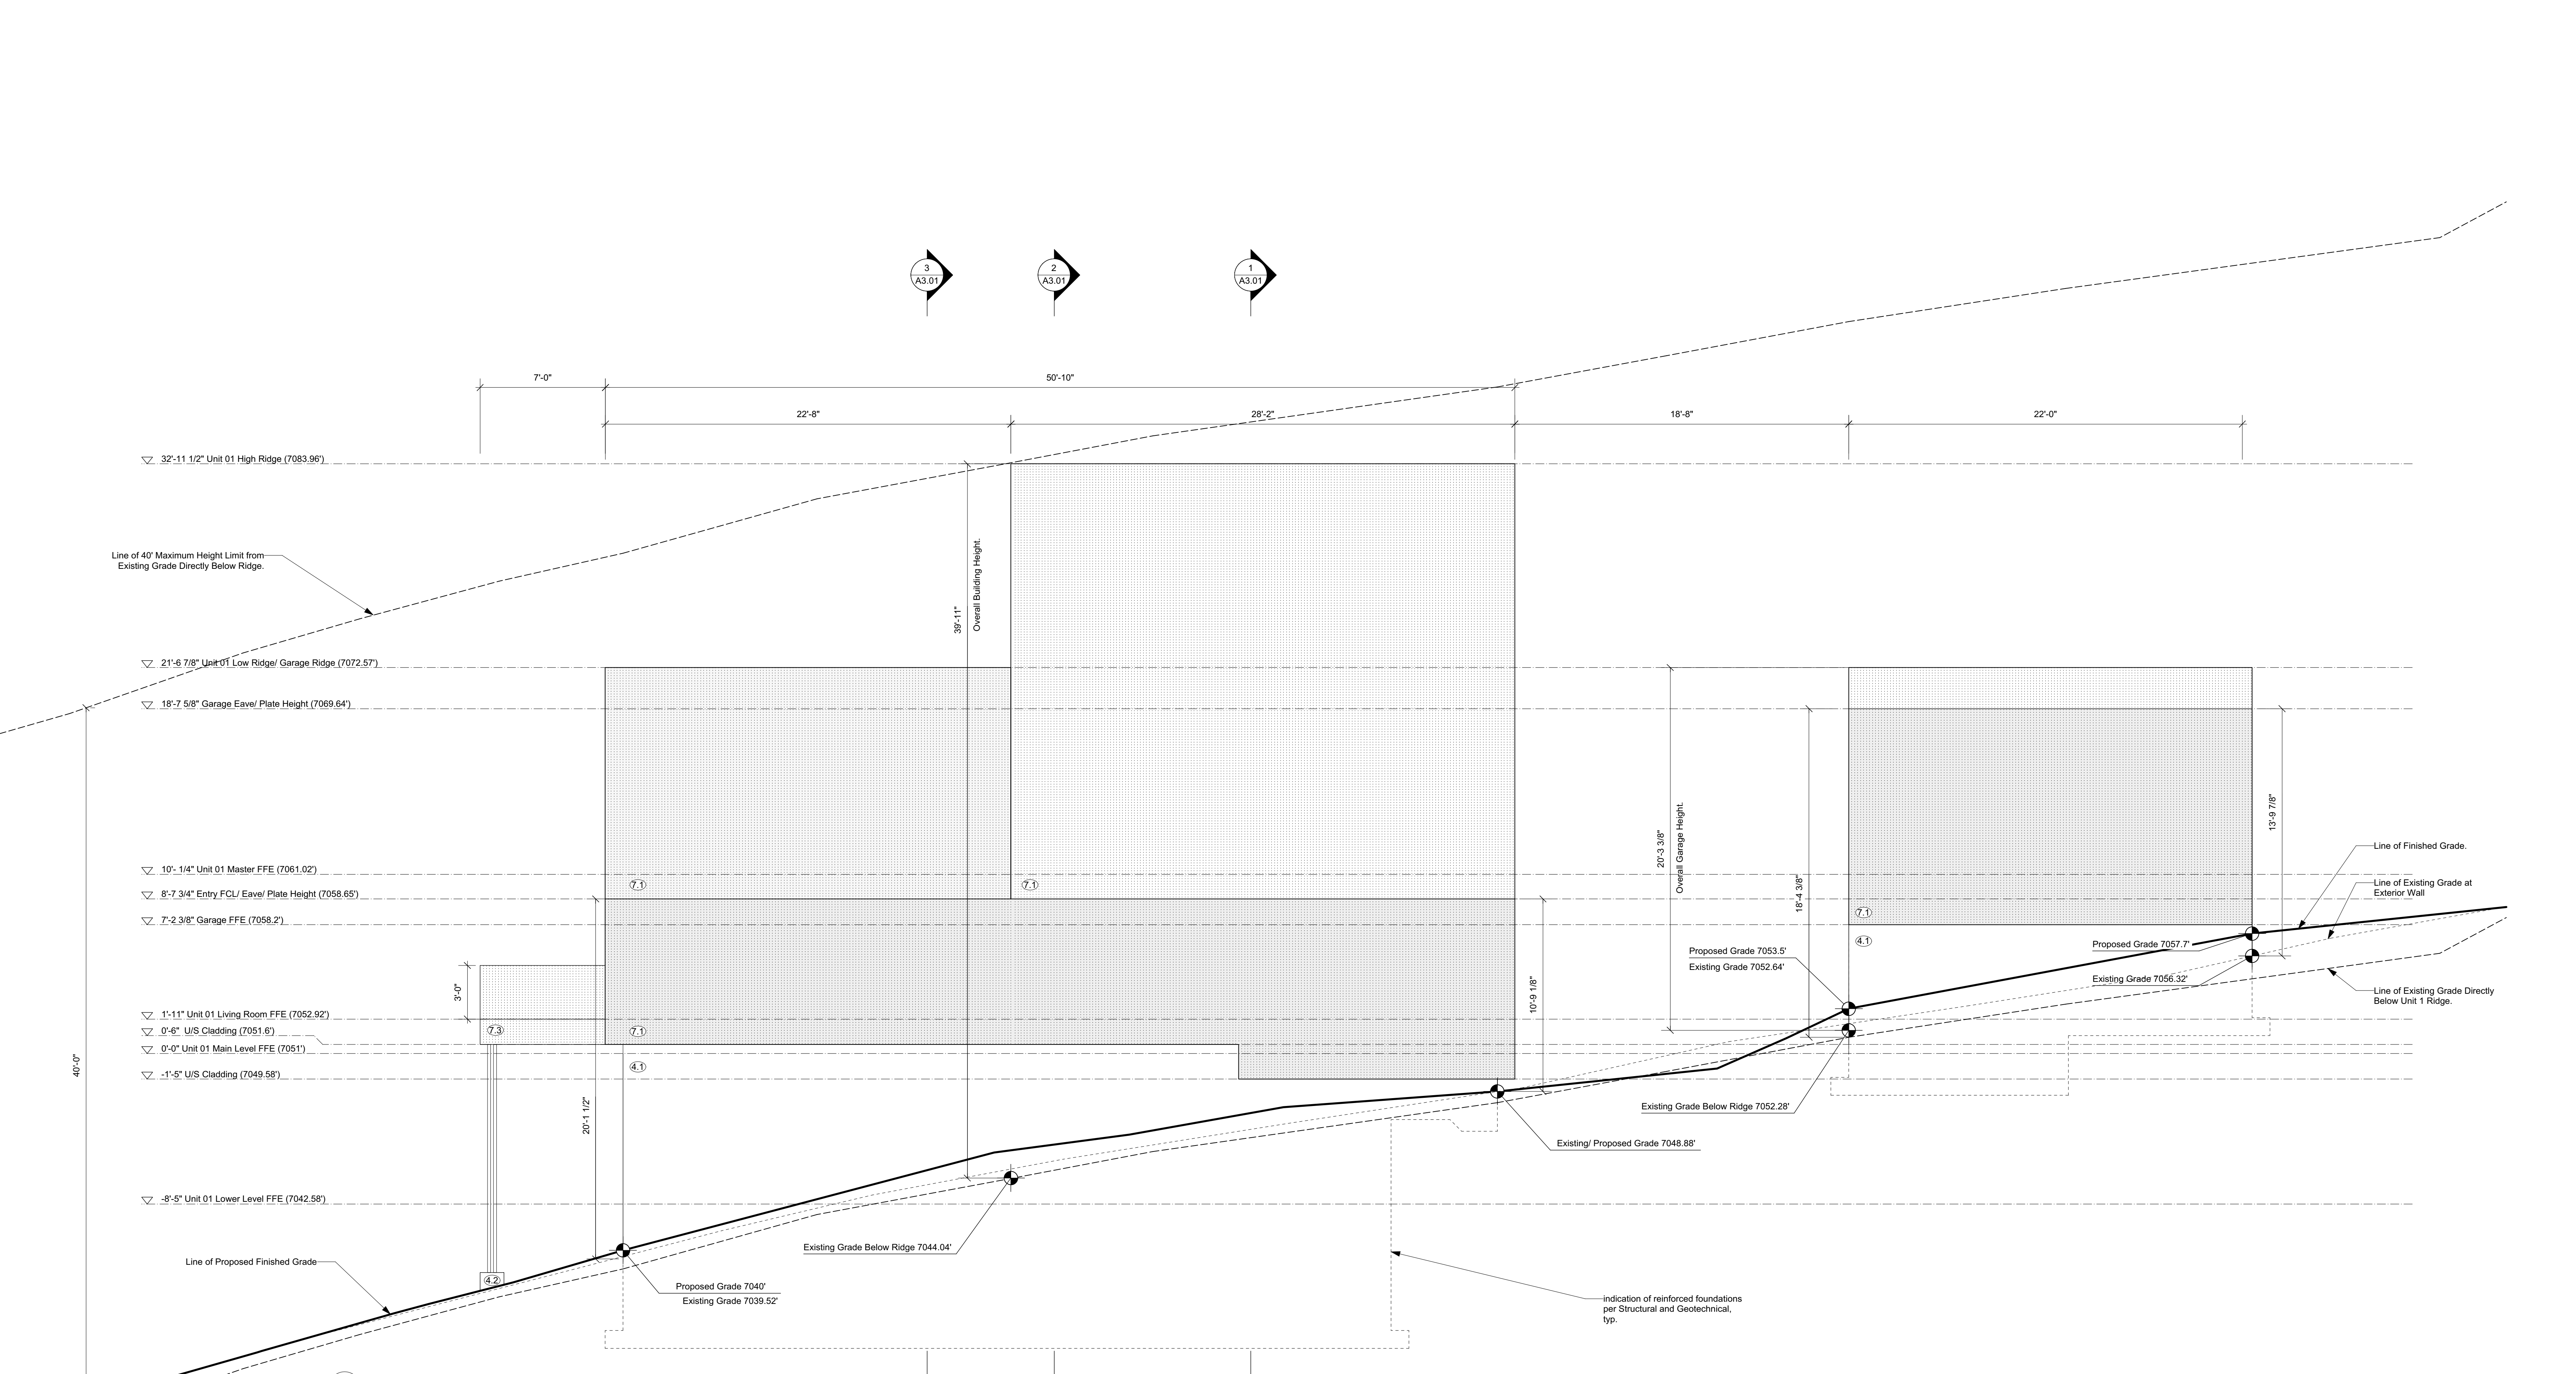 3
A3.01
2
A3.01
1
A3.01
7'-0"
50'-10"
22'-8"
28'-2"
18'-8"
22'-0"
32'-11 1/2" Unit 01 High Ridge (7083.96')
Line of 40' Maximum Height Limit from
Existing Grade Directly Below Ridge.
39'-11"
Overall Building Height.
21'-6 7/8" Unit 01 Low Ridge/ Garage Ridge (7072.57')
18'-7 5/8" Garage Eave/ Plate Height (7069.64')
20'-3 3/8"
Overall Garage Height.
18'-4 3/8"
13'-9 7/8"
Line of Finished Grade.
10'- 1/4" Unit 01 Master FFE (7061.02')
7.1
7.1
8'-7 3/4" Entry FCL/ Eave/ Plate Height (7058.65')
Line of Existing Grade at
Exterior Wall
7'-2 3/8" Garage FFE (7058.2')
7.1
4.1
Proposed Grade 7053.5'
Existing Grade 7052.64'
Proposed Grade 7057.7'
Existing Grade 7056.32'
Line of Existing Grade Directly
Below Unit 1 Ridge.
3'-0"
10'-9 1/8"
1'-11" Unit 01 Living Room FFE (7052.92')
7.3
7.1
0'-6" U/S Cladding (7051.6')
0'-0" Unit 01 Main Level FFE (7051')
40'-0"
4.1
-1'-5" U/S Cladding (7049.58')
20'-1 1/2"
Existing Grade Below Ridge 7052.28'
Existing/ Proposed Grade 7048.88'
-8'-5" Unit 01 Lower Level FFE (7042.58')
Existing Grade Below Ridge 7044.04'
Line of Proposed Finished Grade
4.2
Proposed Grade 7040'
Existing Grade 7039.52'
indication of reinforced foundations
per Structural and Geotechnical,
typ.